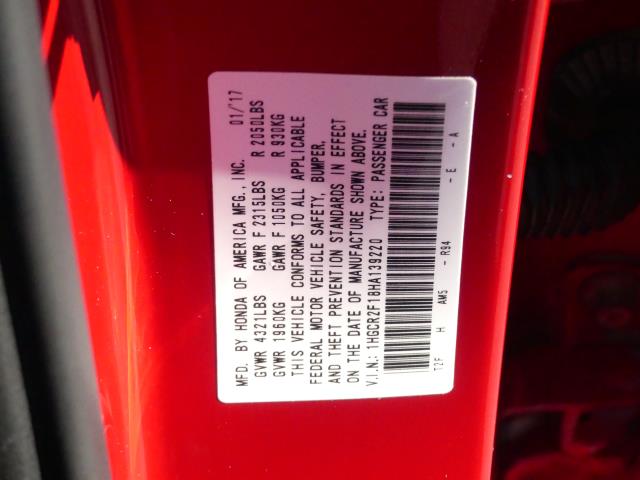 MFD. BY HONDA OF AMERICA MFG., INC. 01/17
GVWR 4321LBS GAWR F 2315LBS R 2050LBS
GVWR 1960KG GAWR F 1050KG R 930KG
THIS VEHICLE CONFORMS TO ALL APPLICABLE
FEDERAL MOTOR VEHICLE SAFETY, BUMPER,
AND THEFT PREVENTION STANDARDS IN EFFECT
ON THE DATE OF MANUFACTURE SHOWN ABOVE.
V.I.N.: 1HGCR2F18HA139220 TYPE: PASSENGER CAR
T2F H AM5 - R94 - E - A